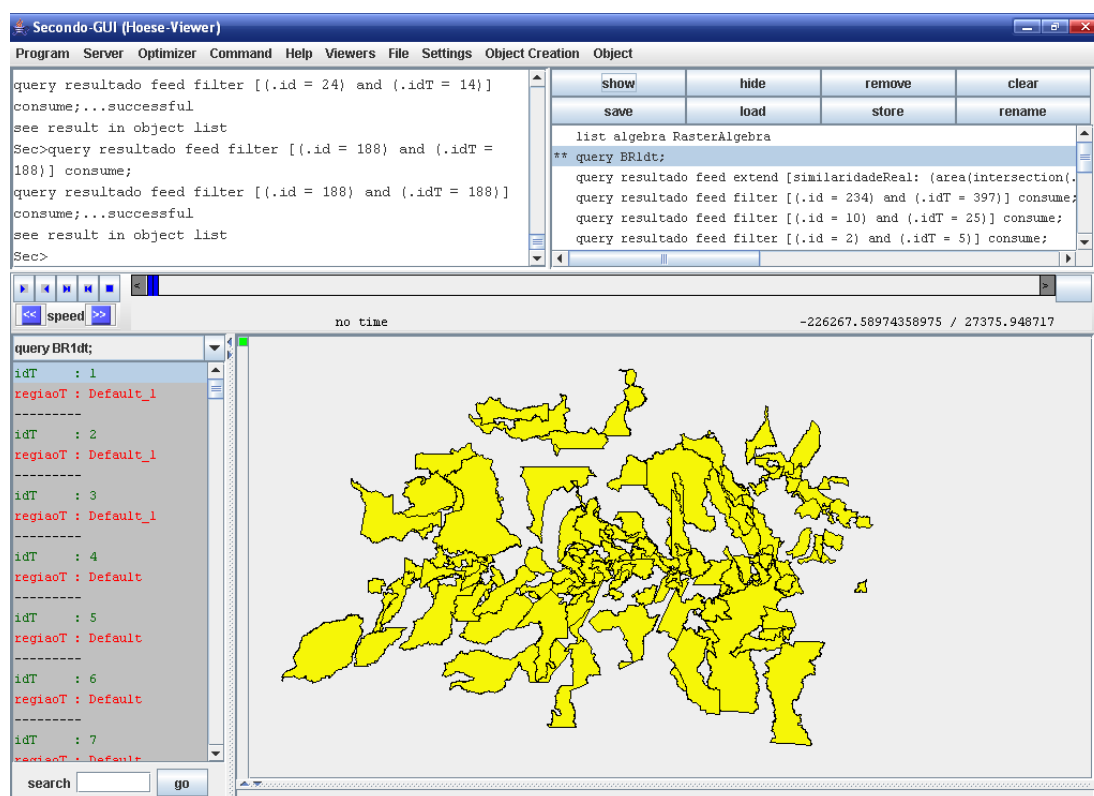 Secondo-GUI (Hoese-Viewer)
Program Server Optimizer Command Help Viewers File Settings Object Creation Object
query resultado feed filter [(.id = 24) and (.idT = 14)]
consume;...successful
see result in object list
Sec>query resultado feed filter [(.id = 188) and (.idT =
188)] consume;
query resultado feed filter [(.id = 188) and (.idT = 188)]
consume;...successful
see result in object list
Sec>
show hide remove clear
save load store rename
list algebra RasterAlgebra
** query BR1dt;
query resultado feed extend [similaridadeReal: (area(intersection(.
query resultado feed filter [(.id = 234) and (.idT = 397)] consume;
query resultado feed filter [(.id = 10) and (.idT = 25)] consume;
query resultado feed filter [(.id = 2) and (.idT = 5)] consume;
< >
<< speed >>
no time
-226267.58974358975 / 27375.948717
query BR1dt;
idT : 1
regiaoT : Default_1
---------
idT : 2
regiaoT : Default_1
---------
idT : 3
regiaoT : Default_1
---------
idT : 4
regiaoT : Default
---------
idT : 5
regiaoT : Default
---------
idT : 6
regiaoT : Default
---------
idT : 7
regiaoT : Default
search go